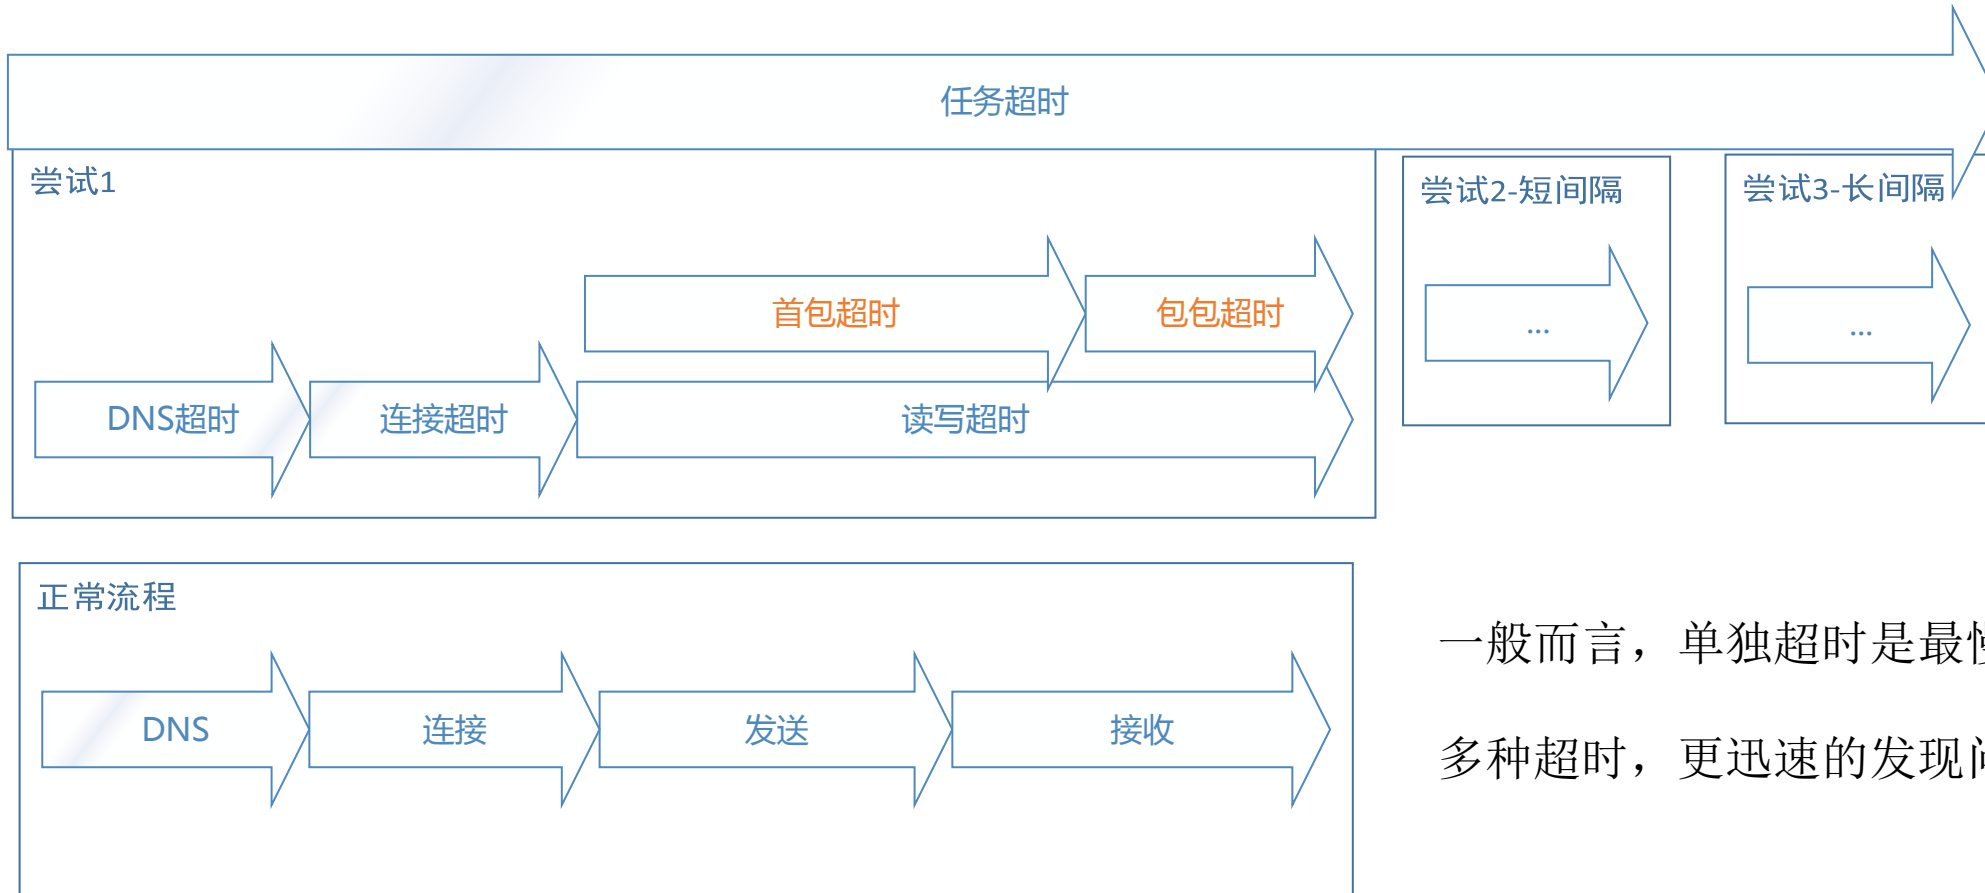 任务超时
尝试1
尝试2-短间隔
尝试3-长间隔
首包超时
包包超时
...
...
DNS超时
连接超时
读写超时
正常流程
DNS
连接
发送
接收
一般而言，单独超时是最
多种超时，更迅速的发现